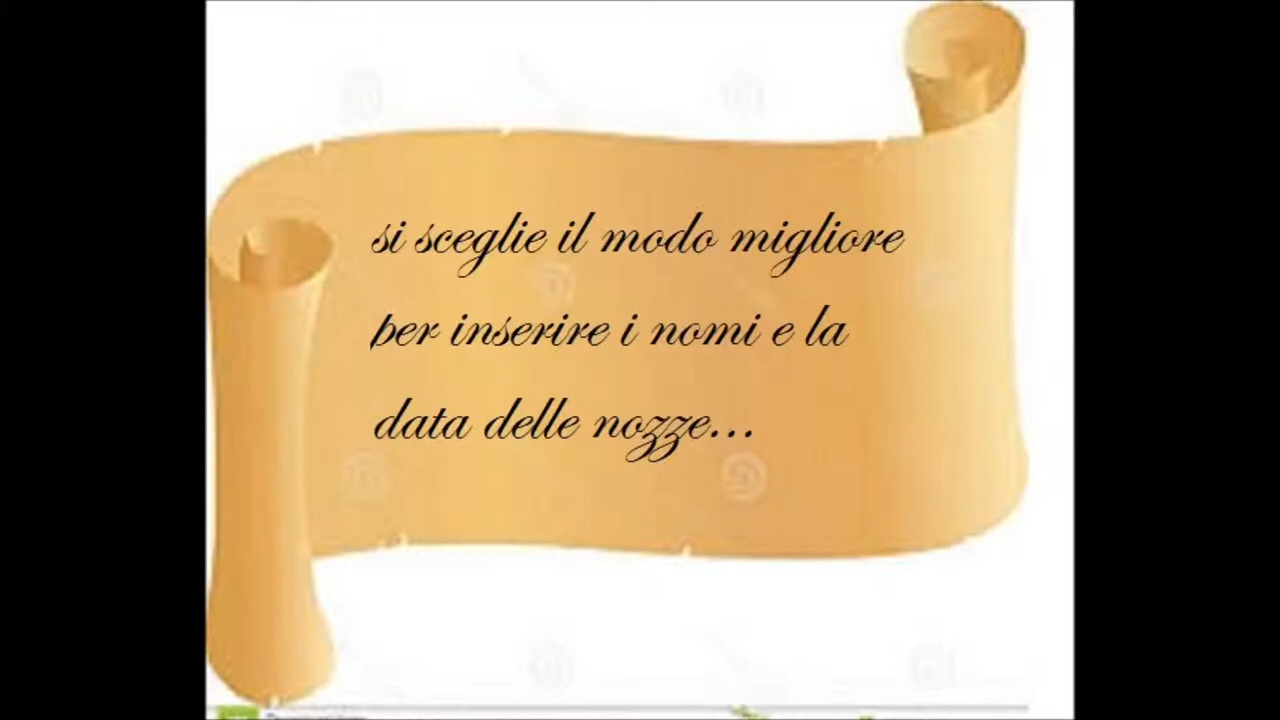 si sceglie il modo migliore
per inserire i nomi e la
data delle nozze...